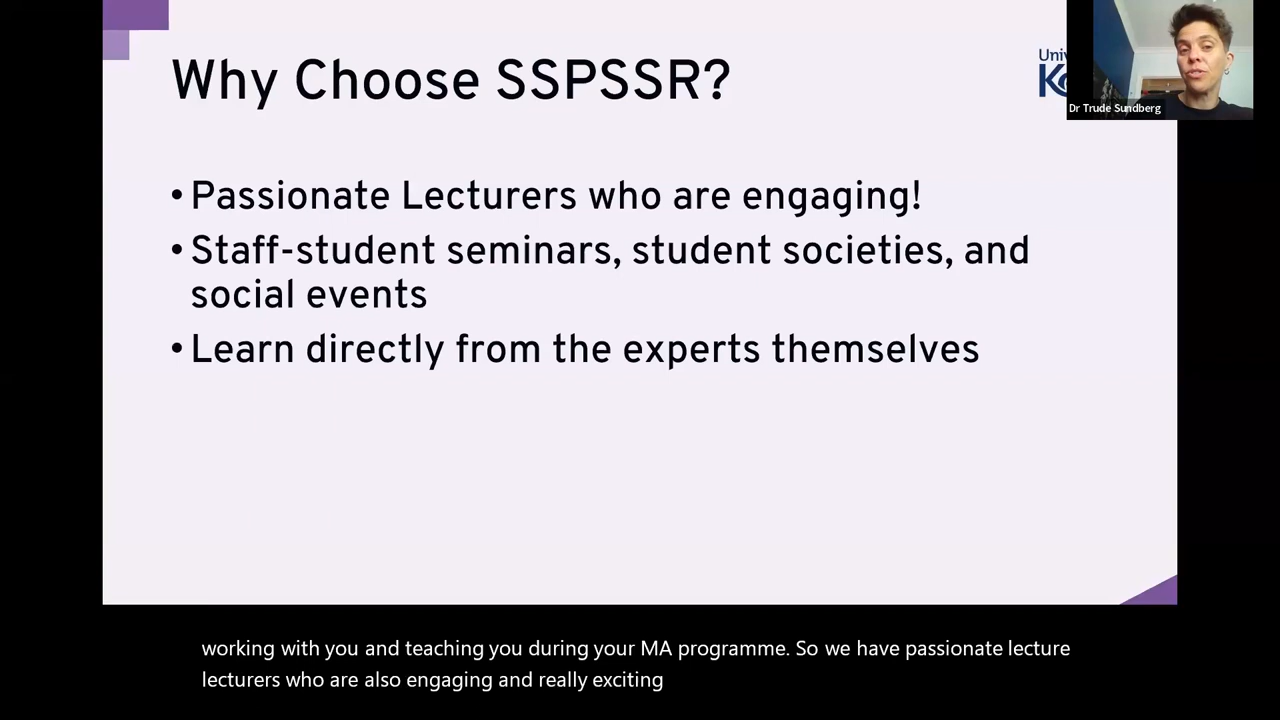 Why Choose SSPSSR?
Dr Trude Sundberg
• Passionate Lecturers who are engaging!
• Staff-student seminars, student societies, and
social events
• Learn directly from the experts themselves
working with you and teaching you during your MA programme. So we have passionate lecture
lecturers who are also engaging and really exciting